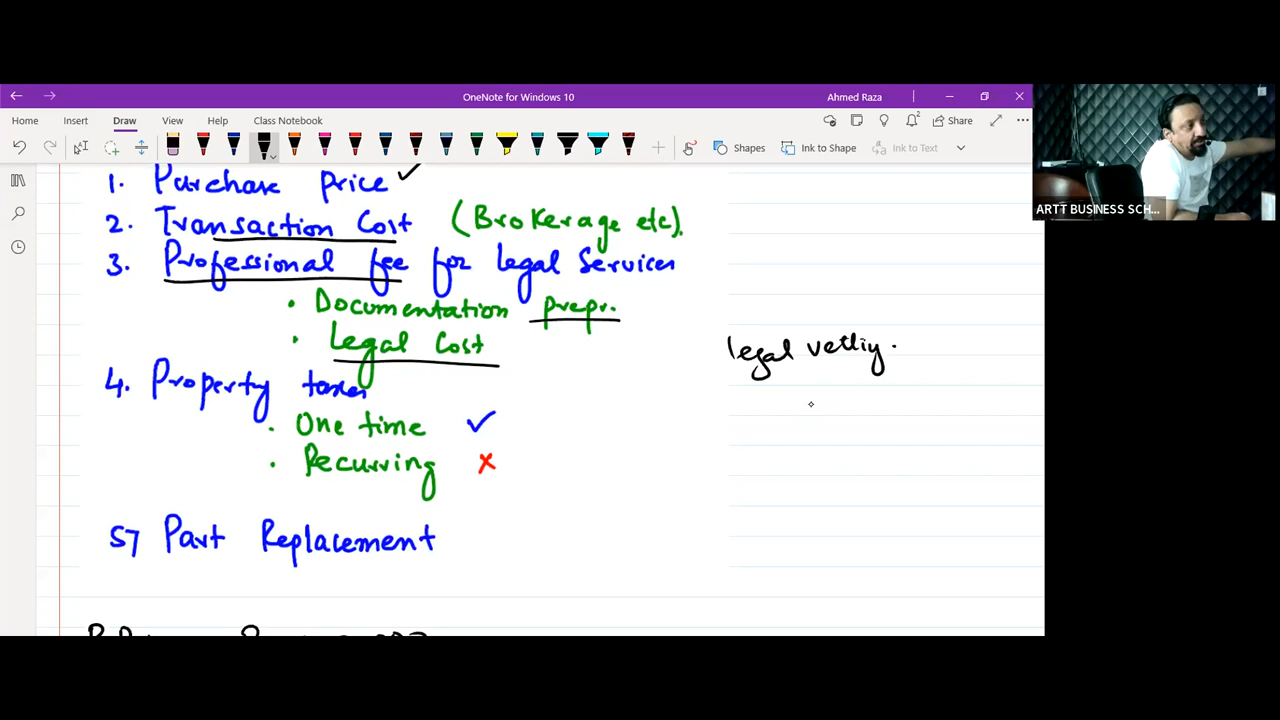 OneNote for Windows 10
Ahmed Raza
Home Insert Draw View Help Class Notebook
Share
Shapes Ink to Shape Ink to Text
ARTT BUSINESS SCH...
1. Purchase price ✓
2. Transaction Cost (Brokerage etc).
3. Professional fee for legal Services
• Documentation prepr.
• Legal Cost
legal vetting.
4. Property taxes
• One time ✓
• Recurring ×
5) Part Replacement